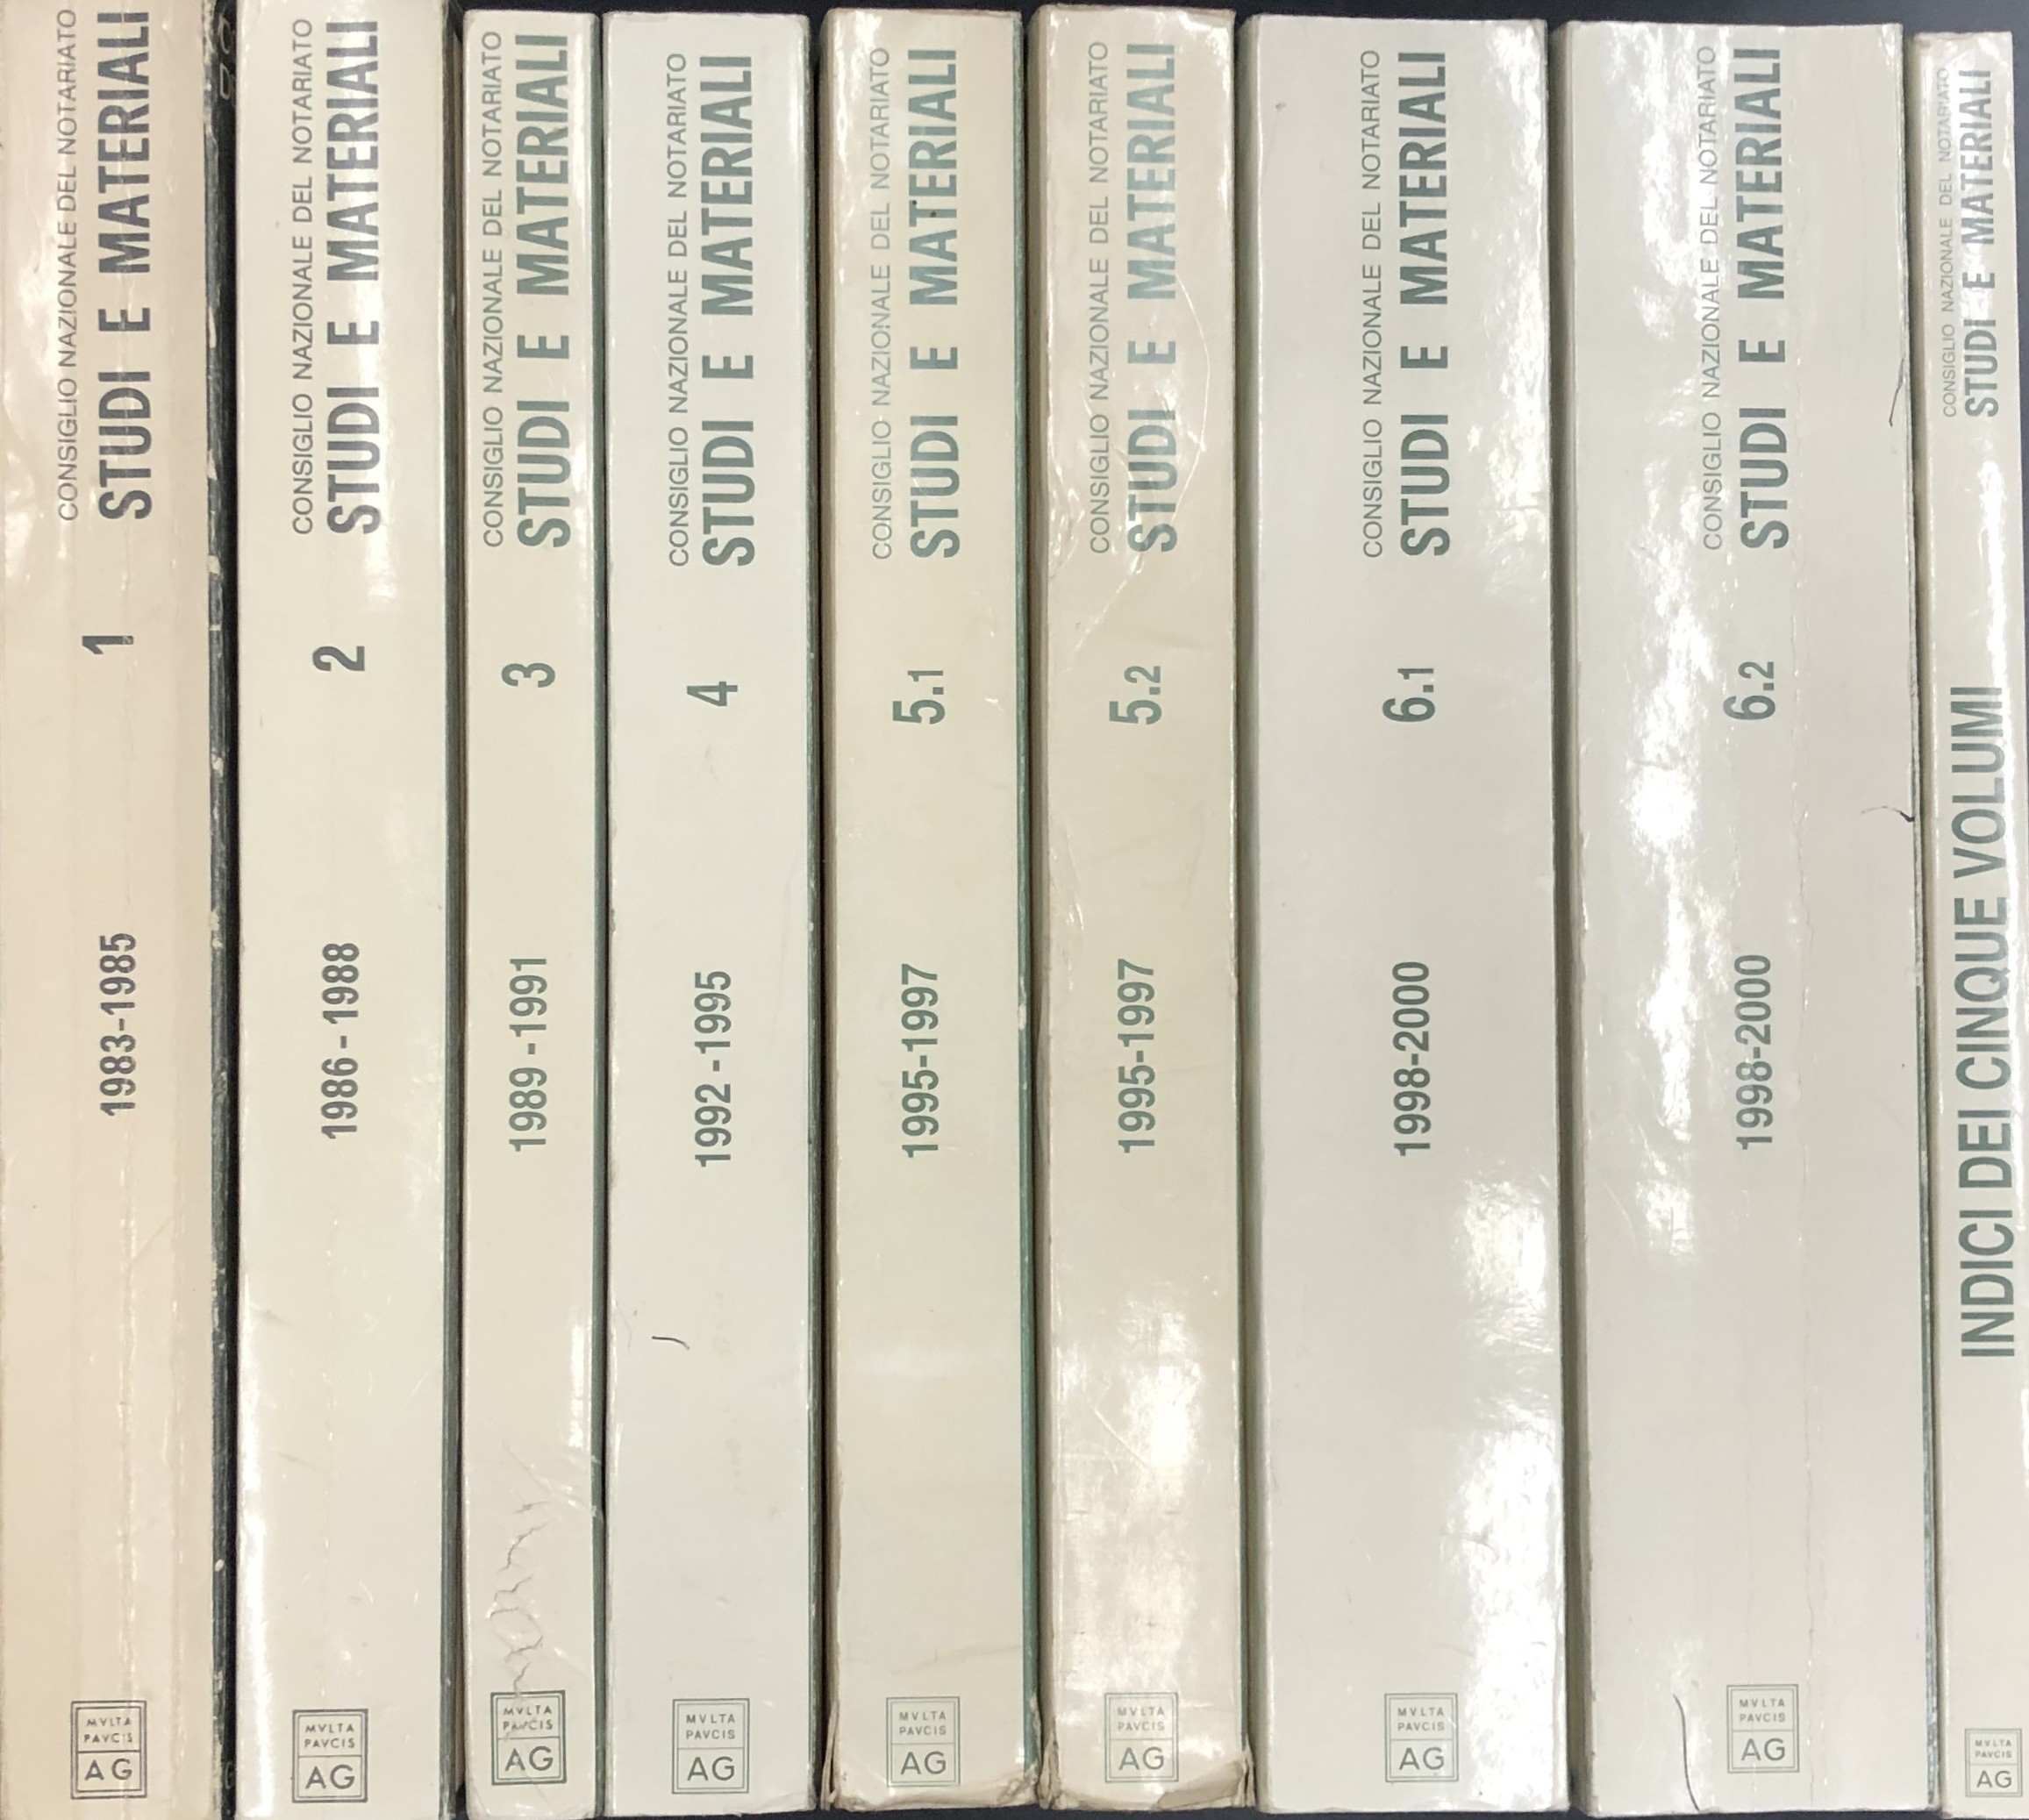 CONSIGLIO NAZIONALE DEL NOTARIATO
STUDI E MATERIALI
1
1983-1985
MVLTA
PAVCIS
AG
CONSIGLIO NAZIONALE DEL NOTARIATO
STUDI E MATERIALI
2
1986-1988
MVLTA
PAVCIS
AG
CONSIGLIO NAZIONALE DEL NOTARIATO
STUDI E MATERIALI
3
1989-1991
MVLTA
PAVCIS
AG
CONSIGLIO NAZIONALE DEL NOTARIATO
STUDI E MATERIALI
4
1992-1995
MVLTA
PAVCIS
AG
CONSIGLIO NAZIONALE DEL NOTARIATO
STUDI E MATERIALI
5.1
1995-1997
MVLTA
PAVCIS
AG
CONSIGLIO NAZIONALE DEL NOTARIATO
STUDI E MATERIALI
5.2
1995-1997
MVLTA
PAVCIS
AG
CONSIGLIO NAZIONALE DEL NOTARIATO
STUDI E MATERIALI
6.1
1998-2000
MVLTA
PAVCIS
AG
CONSIGLIO NAZIONALE DEL NOTARIATO
STUDI E MATERIALI
6.2
1998-2000
MVLTA
PAVCIS
AG
CONSIGLIO NAZIONALE DEL NOTARIATO
STUDI E MATERIALI
INDICI DEI CINQUE VOLUMI
MVLTA
PAVCIS
AG